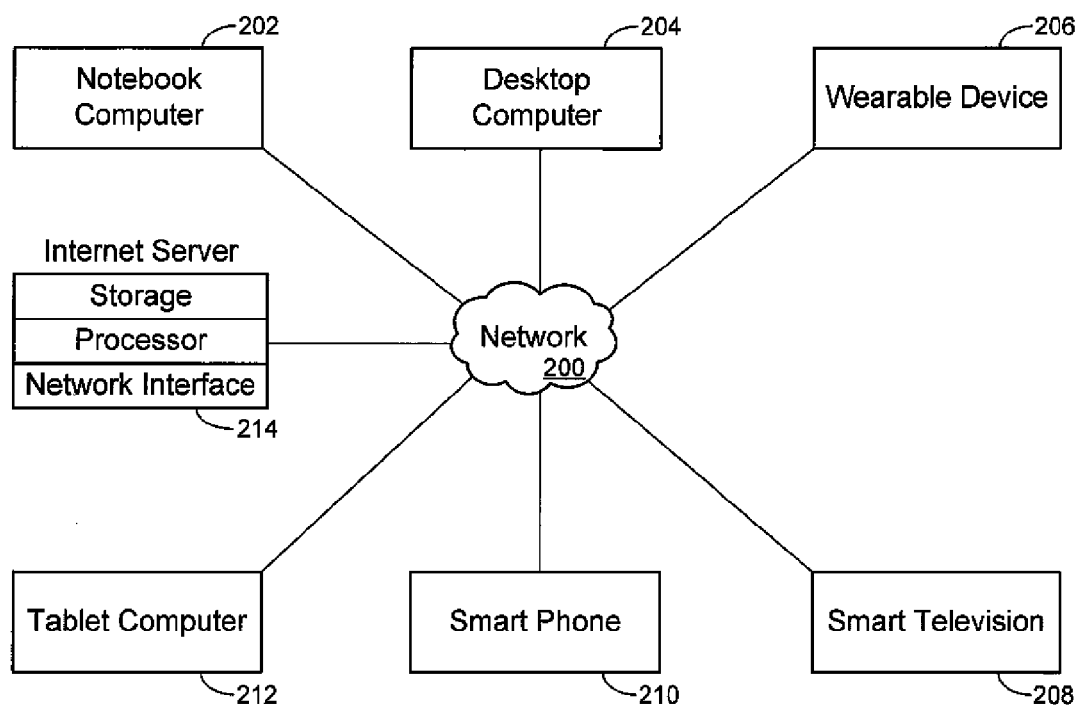 202
204
206
Notebook
Computer
Desktop
Computer
Wearable Device
Internet Server
Storage
Processor
Network Interface
214
Network
200
Tablet Computer
Smart Phone
Smart Television
212
210
208